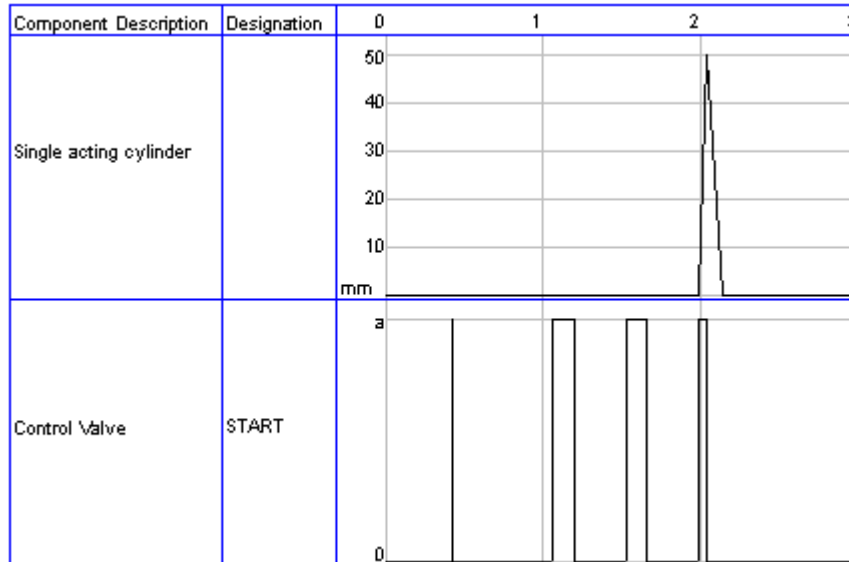 Component Description Designation 0 1 2 3
50
40
30
Single acting cylinder
20
10
mm
a
Control Valve START
0